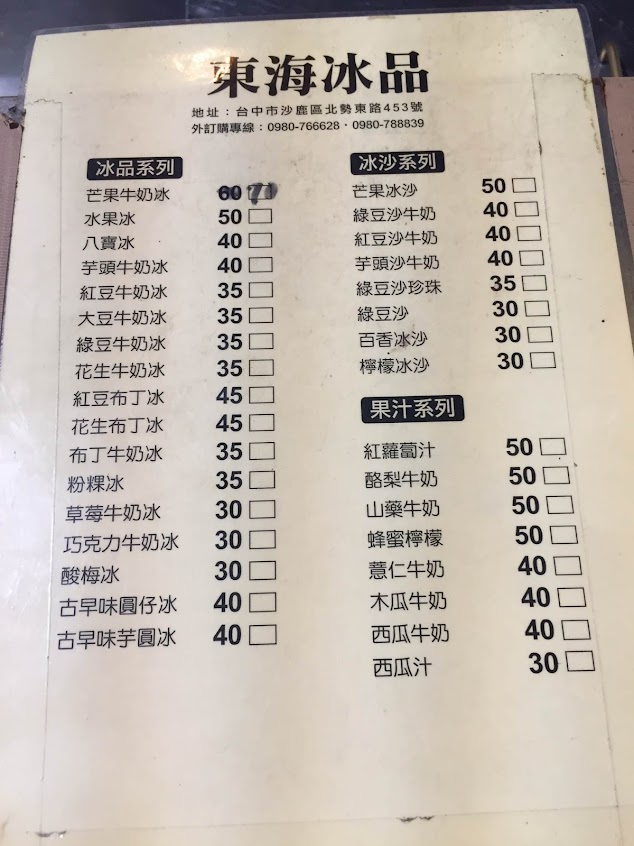 東海冰品
地址：台中市沙鹿區北勢東路453號
外訂購專線：0980-766628・0980-788839
冰品系列
芒果牛奶冰 60
水果冰 50
八寶冰 40
芋頭牛奶冰 40
紅豆牛奶冰 35
大豆牛奶冰 35
綠豆牛奶冰 35
花生牛奶冰 35
紅豆布丁冰 45
花生布丁冰 45
布丁牛奶冰 35
粉粿冰 35
草莓牛奶冰 30
巧克力牛奶冰 30
酸梅冰 30
古早味圓仔冰 40
古早味芋圓冰 40
冰沙系列
芒果冰沙 50
綠豆沙牛奶 40
紅豆沙牛奶 40
芋頭沙牛奶 40
綠豆沙珍珠 35
綠豆沙 30
百香冰沙 30
檸檬冰沙 30
果汁系列
紅蘿蔔汁 50
酪梨牛奶 50
山藥牛奶 50
蜂蜜檸檬 50
薏仁牛奶 40
木瓜牛奶 40
西瓜牛奶 40
西瓜汁 30